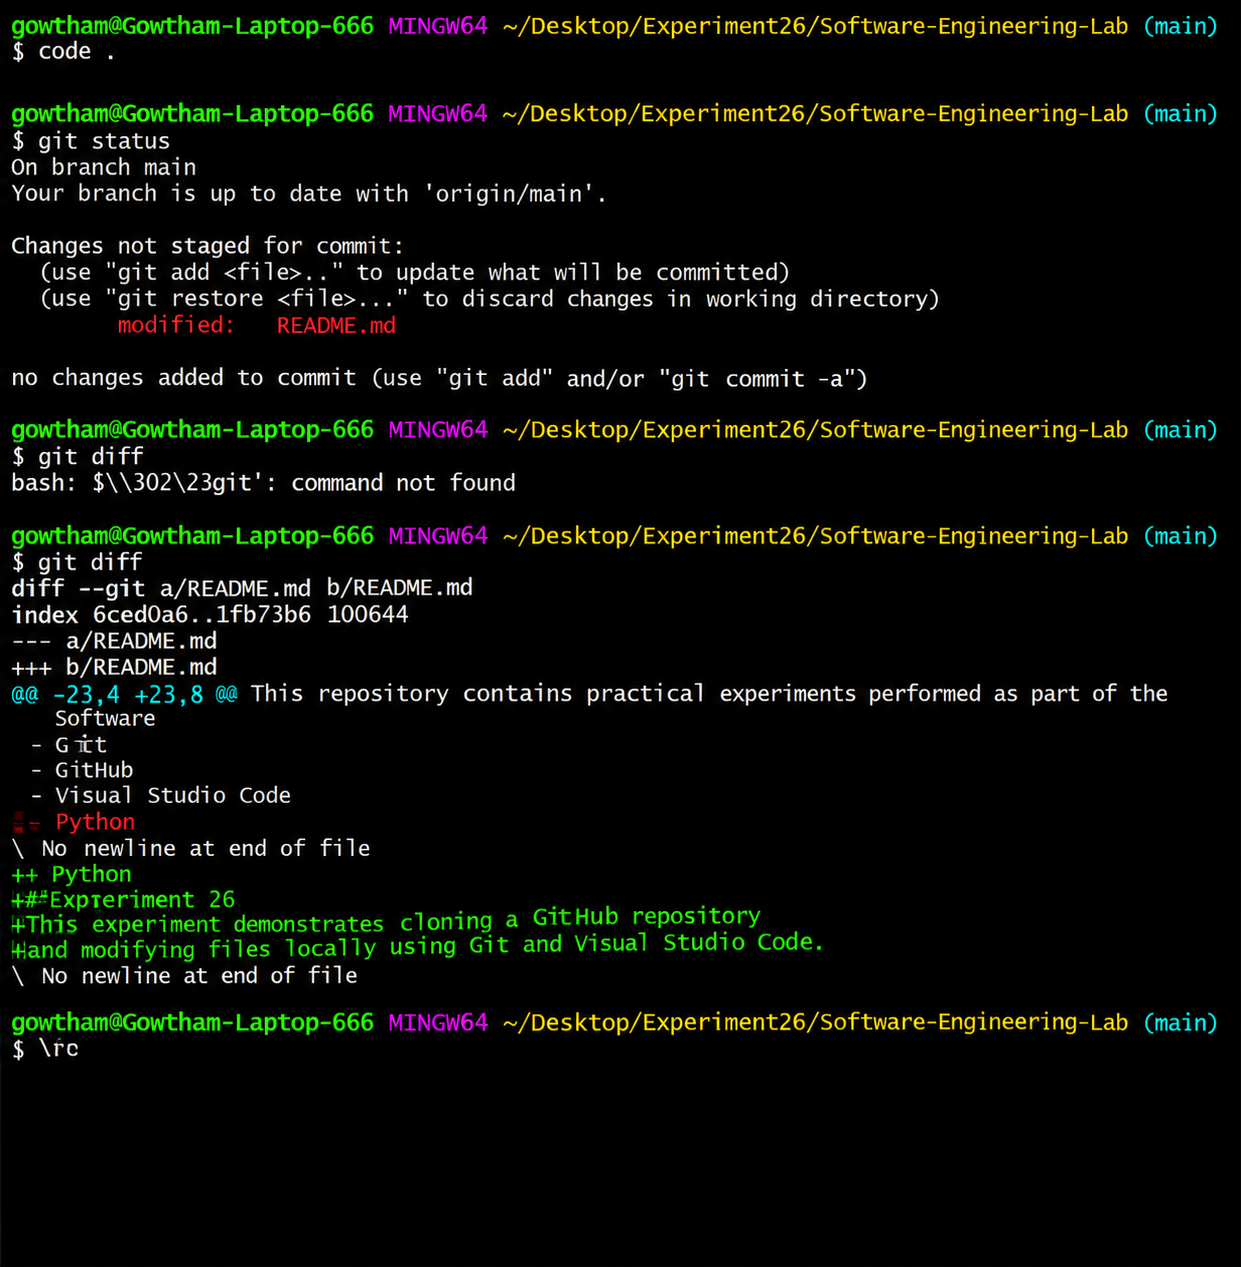 gowtham@Gowtham-Laptop-666 MINGW64 ~/Desktop/Experiment26/Software-Engineering-Lab (main)
$ code .
gowtham@Gowtham-Laptop-666 MINGW64 ~/Desktop/Experiment26/Software-Engineering-Lab (main)
$ git status
On branch main
Your branch is up to date with 'origin/main'.
Changes not staged for commit:
(use "git add <file>.." to update what will be committed)
(use "git restore <file>..." to discard changes in working directory)
modified: README.md
no changes added to commit (use "git add" and/or "git commit -a")
gowtham@Gowtham-Laptop-666 MINGW64 ~/Desktop/Experiment26/Software-Engineering-Lab (main)
$ git diff
bash: $\\302\23git': command not found
gowtham@Gowtham-Laptop-666 MINGW64 ~/Desktop/Experiment26/Software-Engineering-Lab (main)
$ git diff
diff --git a/README.md b/README.md
index 6ced0a6..1fb73b6 100644
--- a/README.md
+++ b/README.md
@@ -23,4 +23,8 @@ This repository contains practical experiments performed as part of the
Software
-
- GitHub
- Visual Studio Code
- Python
\ No newline at end of file
++ Python
26
+This experiment demonstrates cloning a GitHub repository
+and modifying files locally using Git and Visual Studio Code.
\ No newline at end of file
gowtham@Gowtham-Laptop-666 MINGW64 ~/Desktop/Experiment26/Software-Engineering-Lab (main)
$ \rc